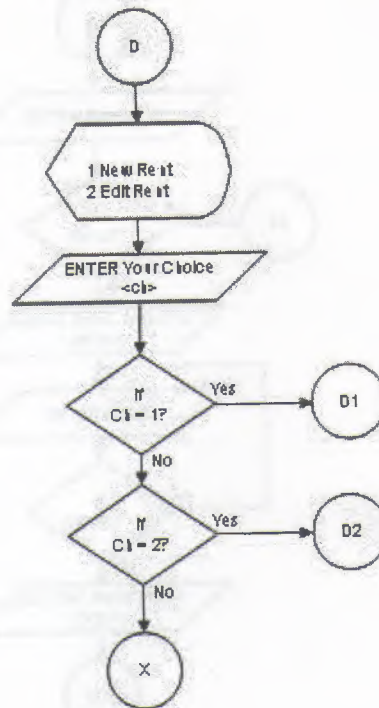 D
1 New Rent
2 Edit Rent
ENTER Your Choice
<ch>
If
Ch = 1?
Yes
D1
No
If
Ch = 2?
Yes
D2
No
X